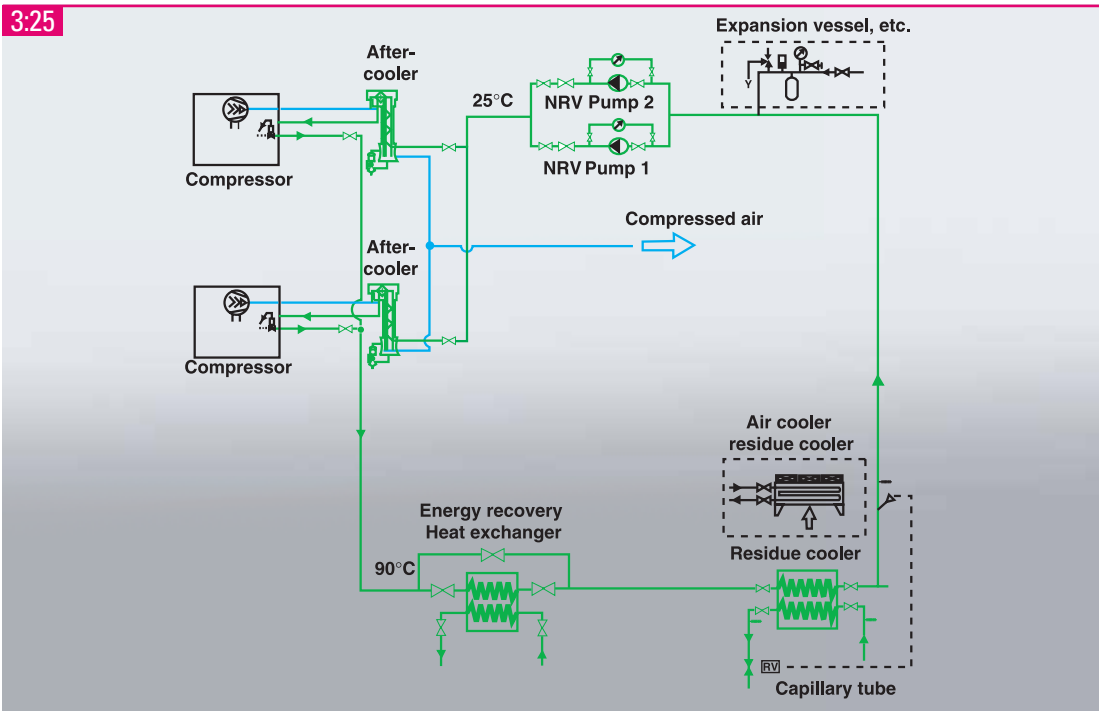 3:25
Expansion vessel, etc.
After-
cooler
25°C
NRV Pump 2
Y
Compressor
NRV Pump 1
Compressed air
After-
cooler
Compressor
Air cooler
residue cooler
Energy recovery
Heat exchanger
Residue cooler
90°C
RV
Capillary tube